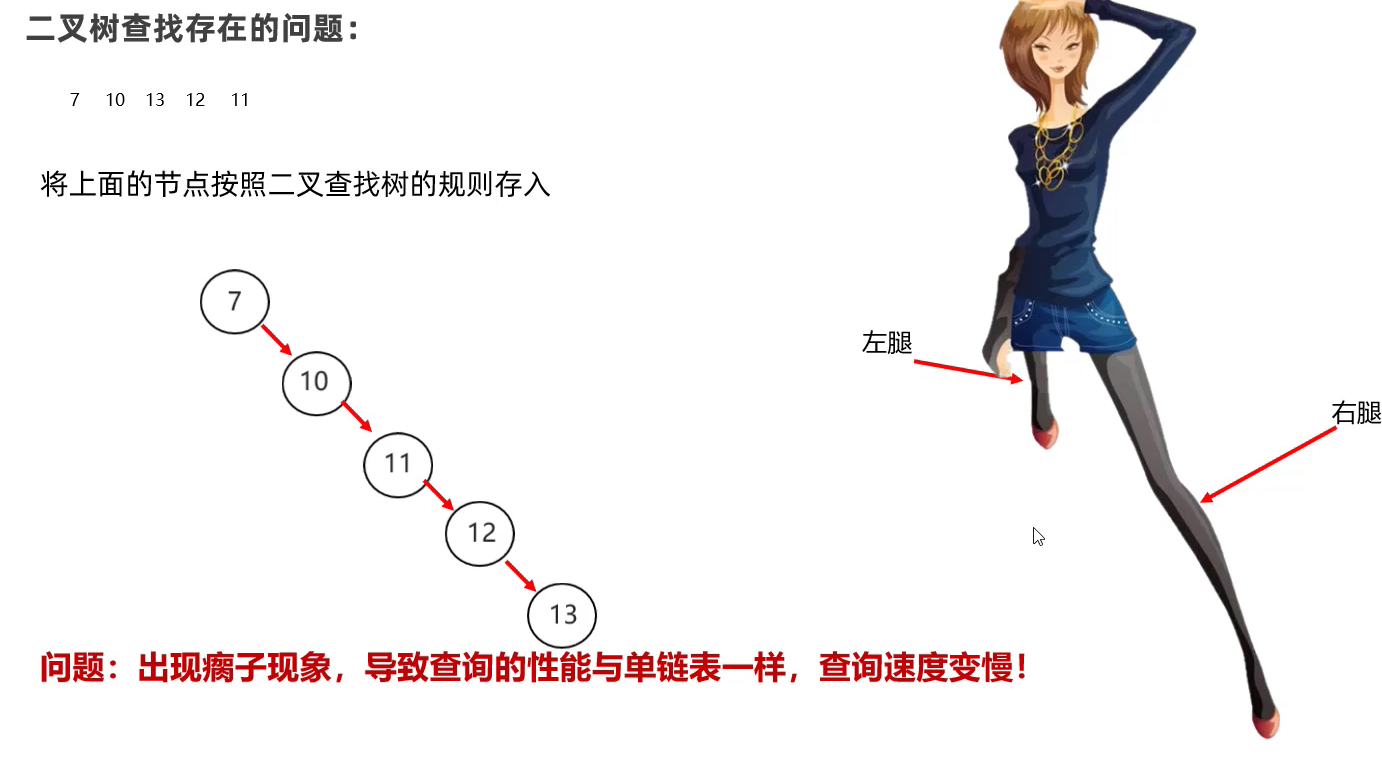 二叉树查找存在的问题：
7 10 13 12 11
将上面的节点按照二叉查找树的规则存入
7
10
11
12
13
左腿
右腿
问题：出现瘸子现象，导致查询的性能与单链表一样，查询速度变慢！